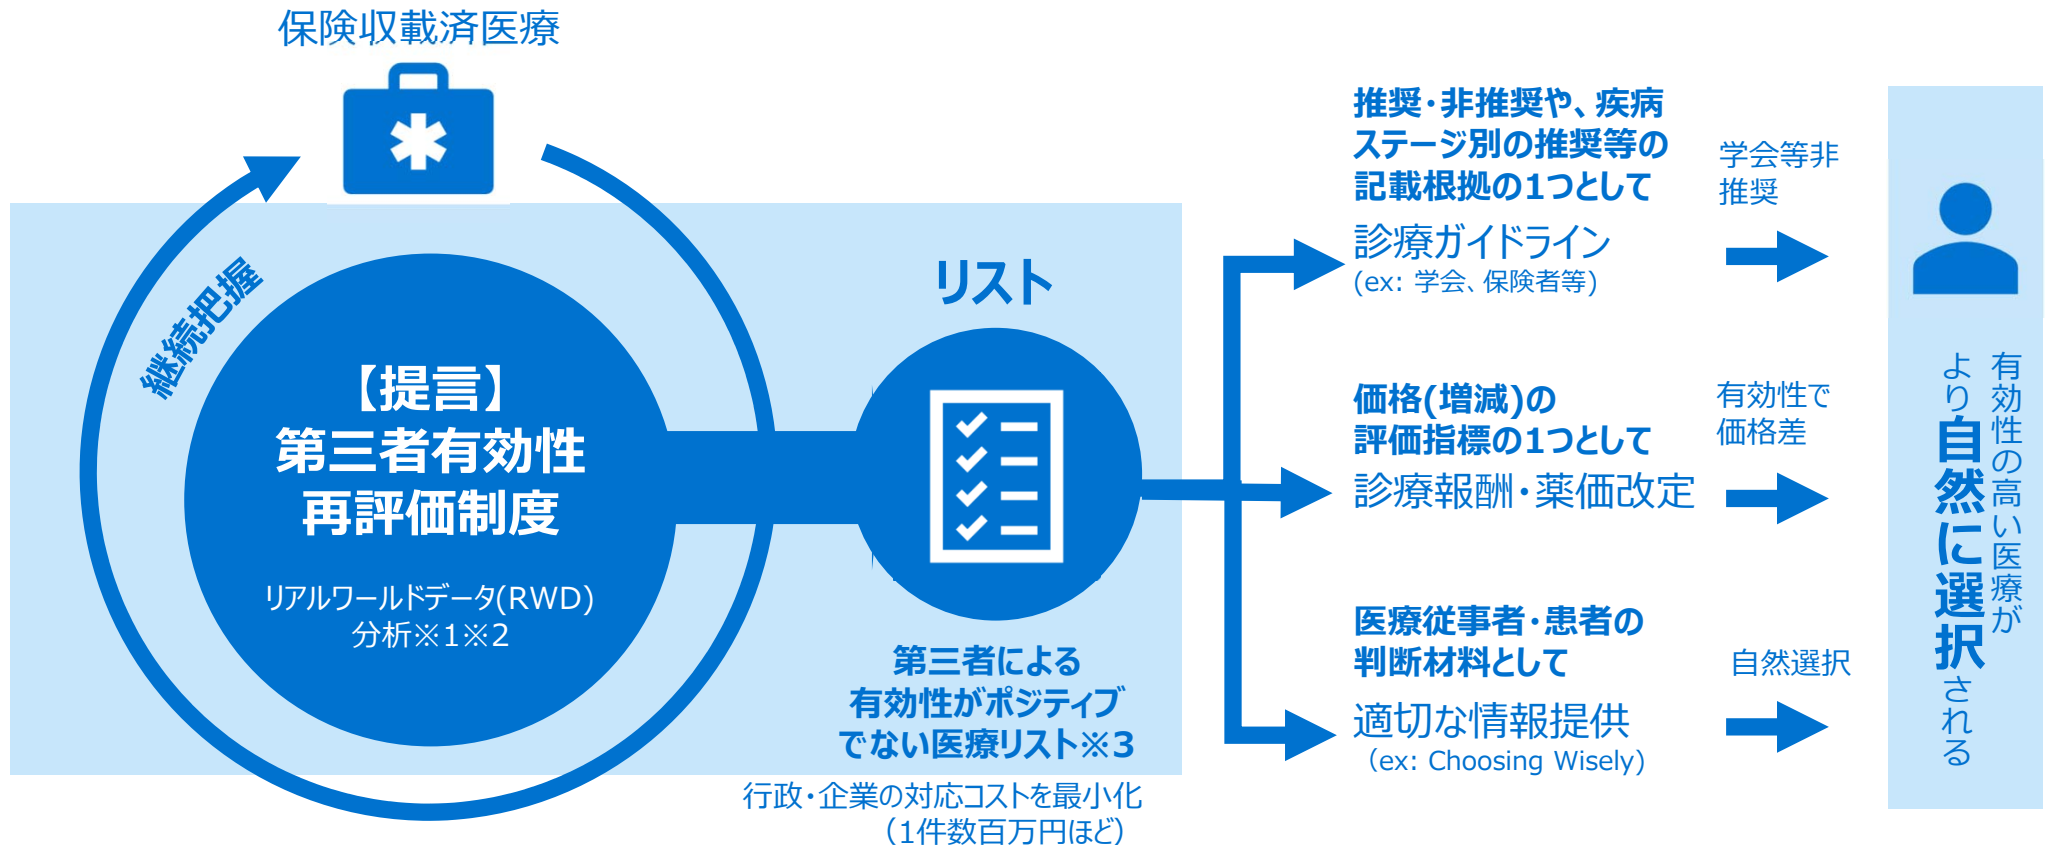 保険収載済医療
継続把握
【提言】
第三者有効性
再評価制度
リアルワールドデータ(RWD)
分析※1※2
リスト
第三者による
有効性がポジティブ
でない医療リスト※3
行政・企業の対応コストを最小化
（1件数百万円ほど）
推奨・非推奨や、疾病
ステージ別の推奨等の
記載根拠の1つとして
診療ガイドライン
(ex: 学会、保険者等)
学会等非
推奨
価格(増減)の
評価指標の1つとして
診療報酬・薬価改定
有効性で
価格差
医療従事者・患者の
判断材料として
適切な情報提供
（ex: Choosing Wisely)
自然選択
有効性の高い医療が
より自然に選択される